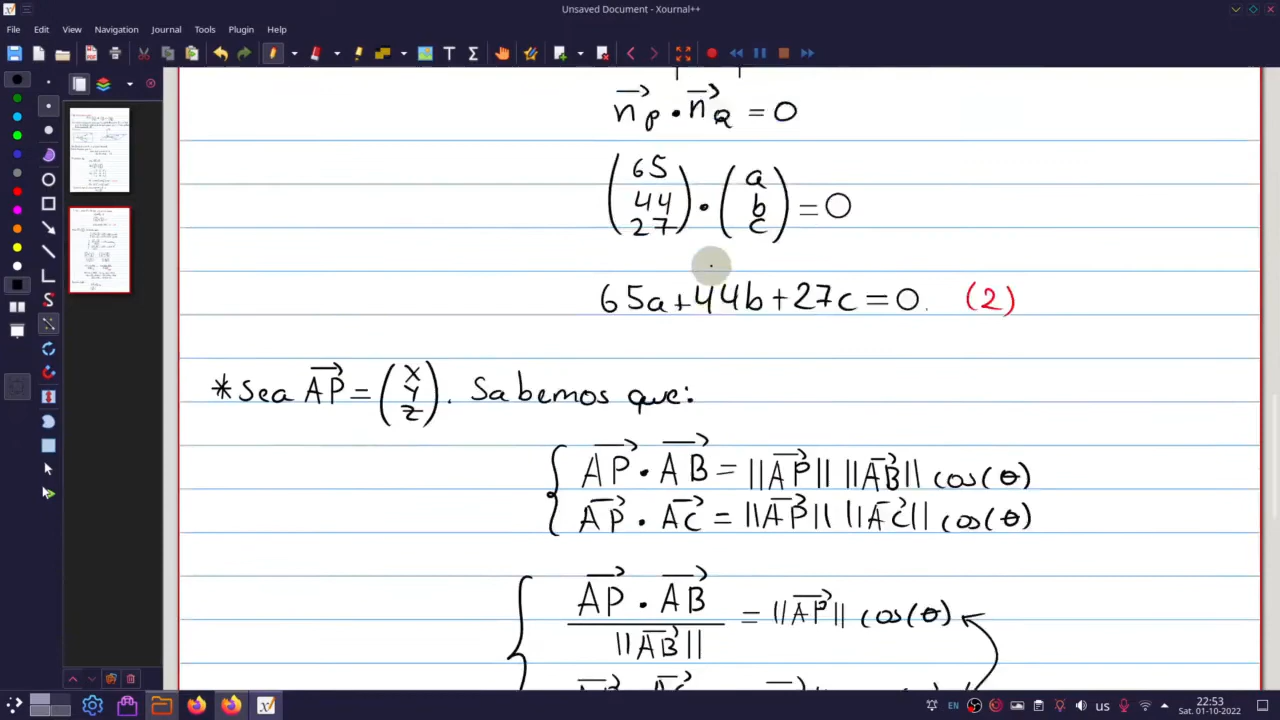 Unsaved Document - Xournal++
File Edit View Navigation Journal Tools Plugin Help
n⃗_P • n⃗_Q = 0
(65 44 27) • (a b c) = 0
65a+44b+27c=0. (2)
*Sea AP⃗ = (X Y Z). Sabemos que:
AP⃗ • AB⃗ = ||AP⃗|| ||AB⃗|| cos(θ)
AP⃗ • AC⃗ = ||AP⃗|| ||AC⃗|| cos(θ)
AP⃗ • AB⃗ / ||AB⃗|| = ||AP⃗|| cos(θ)
EN us 22:53
Sat. 01-10-2022